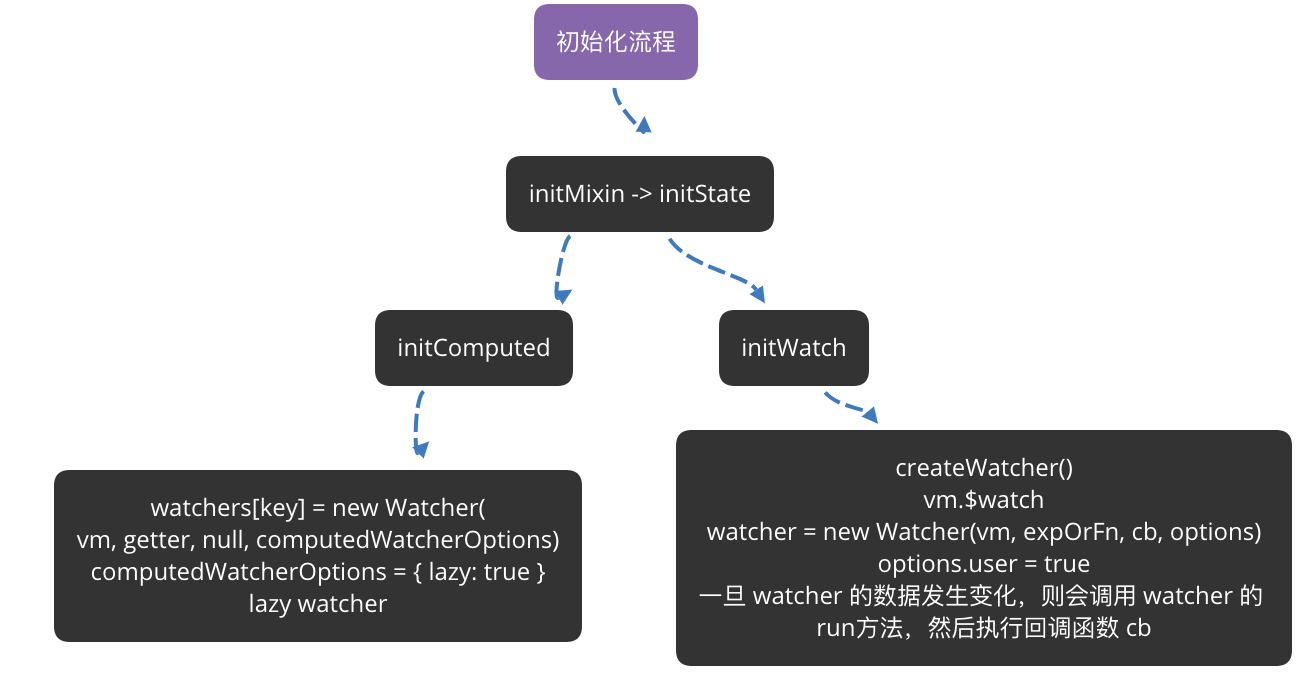 初始化流程
initMixin -> initState
initComputed
initWatch
watchers[key] = new Watcher(
vm, getter, null, computedWatcherOptions)
computedWatcherOptions = { lazy: true }
lazy watcher
createWatcher()
vm.$watch
watcher = new Watcher(vm, expOrFn, cb, options)
options.user = true
一旦 watcher 的数据发生变化，则会调用 watcher 的
run方法，然后执行回调函数 cb